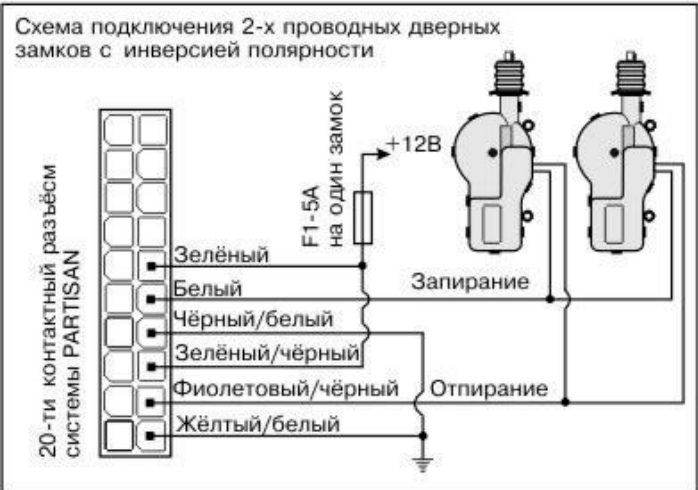 Схема подключения 2-х проводных дверных
замков с инверсией полярности
20-ти контактный разъёсм
системы PARTISAN
F1-5A
на один замок
+12В
Зелёный
Белый
Запирание
Чёрный/белый
Зелёный/чёрный
Фиолетовый/чёрный
Отпирание
Жёлтый/белый